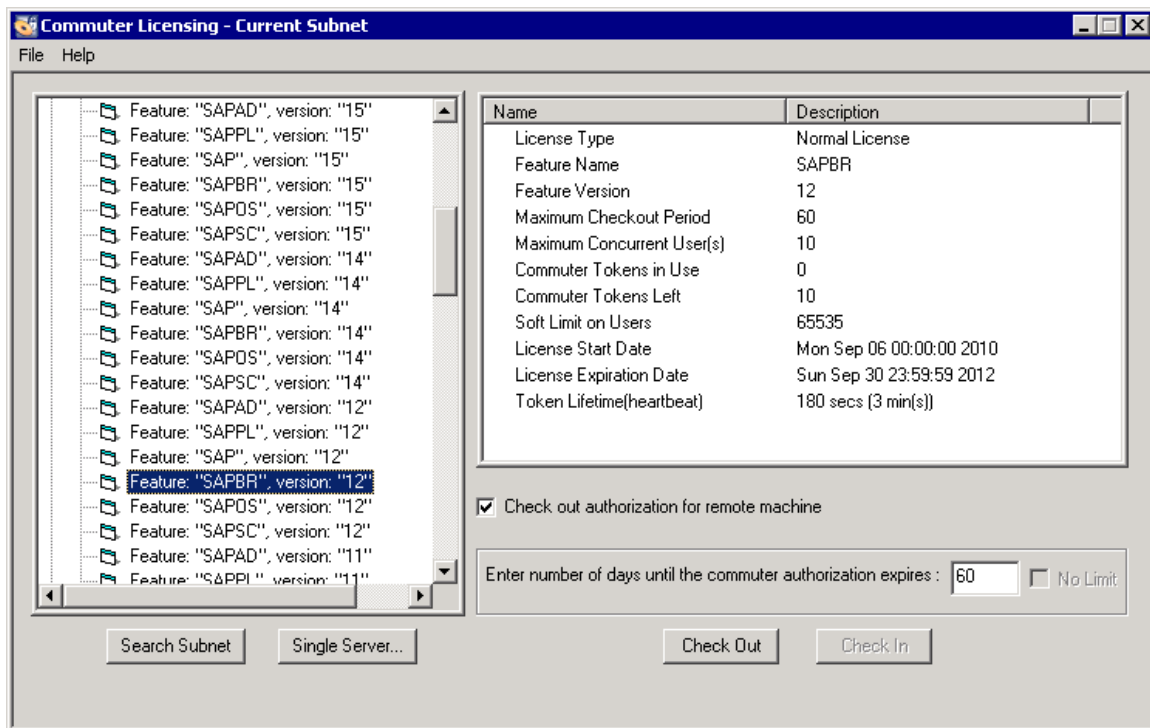 Commuter Licensing - Current Subnet
File Help
Feature: "SAPAD", version: "15"
Feature: "SAPPL", version: "15"
Feature: "SAP", version: "15"
Feature: "SAPBR", version: "15"
Feature: "SAPOS", version: "15"
Feature: "SAPSC", version: "15"
Feature: "SAPAD", version: "14"
Feature: "SAPPL", version: "14"
Feature: "SAP", version: "14"
Feature: "SAPBR", version: "14"
Feature: "SAPOS", version: "14"
Feature: "SAPSC", version: "14"
Feature: "SAPAD", version: "12"
Feature: "SAPPL", version: "12"
Feature: "SAP", version: "12"
Feature: "SAPBR", version: "12"
Feature: "SAPOS", version: "12"
Feature: "SAPSC", version: "12"
Feature: "SAPAD", version: "11"
Feature: "SAPPL", version: "11"
Search Subnet
Single Server...
Name Description
License Type Normal License
Feature Name SAPBR
Feature Version 12
Maximum Checkout Period 60
Maximum Concurrent User(s) 10
Commuter Tokens in Use 0
Commuter Tokens Left 10
Soft Limit on Users 65535
License Start Date Mon Sep 06 00:00:00 2010
License Expiration Date Sun Sep 30 23:59:59 2012
Token Lifetime(heartbeat) 180 secs (3 min(s))
Check out authorization for remote machine
Enter number of days until the commuter authorization expires : 60 No Limit
Check Out
Check In